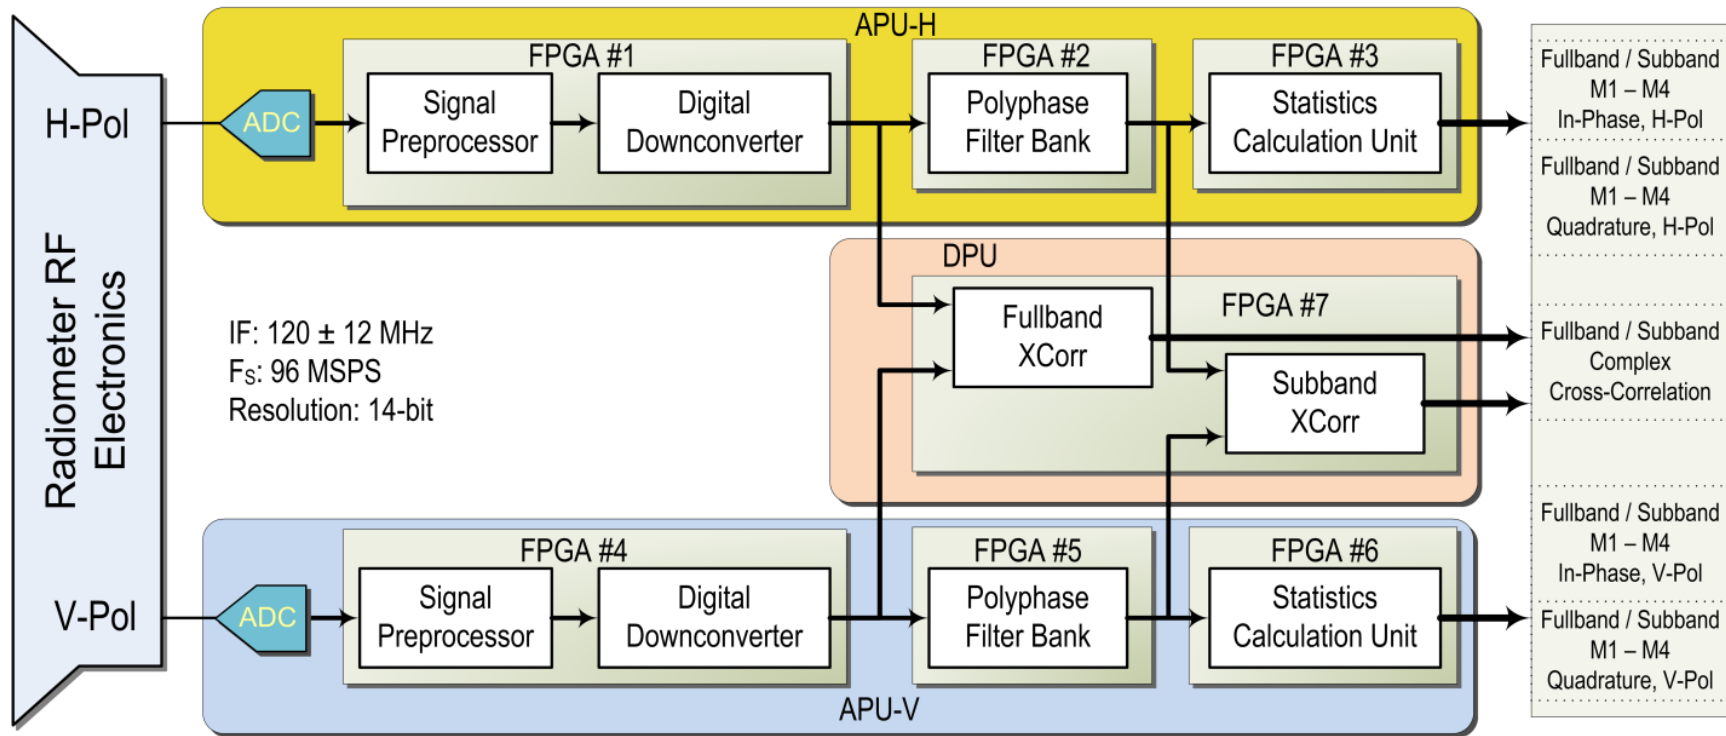 Radiometer RF
Electronics
H-Pol
V-Pol
APU-H
ADC
FPGA #1
Signal
Preprocessor
Digital
Downconverter
FPGA #2
Polyphase
Filter Bank
FPGA #3
Statistics
Calculation Unit
IF: 120 ± 12 MHz
Fs: 96 MSPS
Resolution: 14-bit
DPU
FPGA #7
Fullband
XCorr
Subband
XCorr
ADC
FPGA #4
Signal
Preprocessor
Digital
Downconverter
FPGA #5
Polyphase
Filter Bank
FPGA #6
Statistics
Calculation Unit
APU-V
Fullband / Subband
M1 – M4
In-Phase, H-Pol
Fullband / Subband
M1 – M4
Quadrature, H-Pol
Fullband / Subband
Complex
Cross-Correlation
Fullband / Subband
M1 – M4
In-Phase, V-Pol
Fullband / Subband
M1 – M4
Quadrature, V-Pol